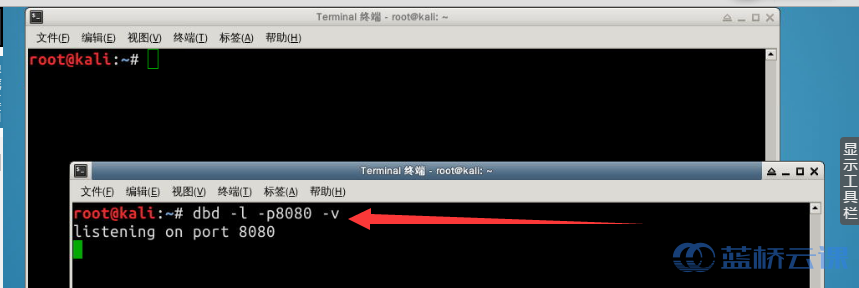 Terminal 终端 - root@kali: ~
文件(F) 编辑(E) 视图(V) 终端(T) 标签(A) 帮助(H)
root@kali:~#
Terminal 终端 - root@kali: ~
文件(F) 编辑(E) 视图(V) 终端(T) 标签(A) 帮助(H)
root@kali:~# dbd -l -p8080 -v
listening on port 8080
显示工具栏
蓝桥云课